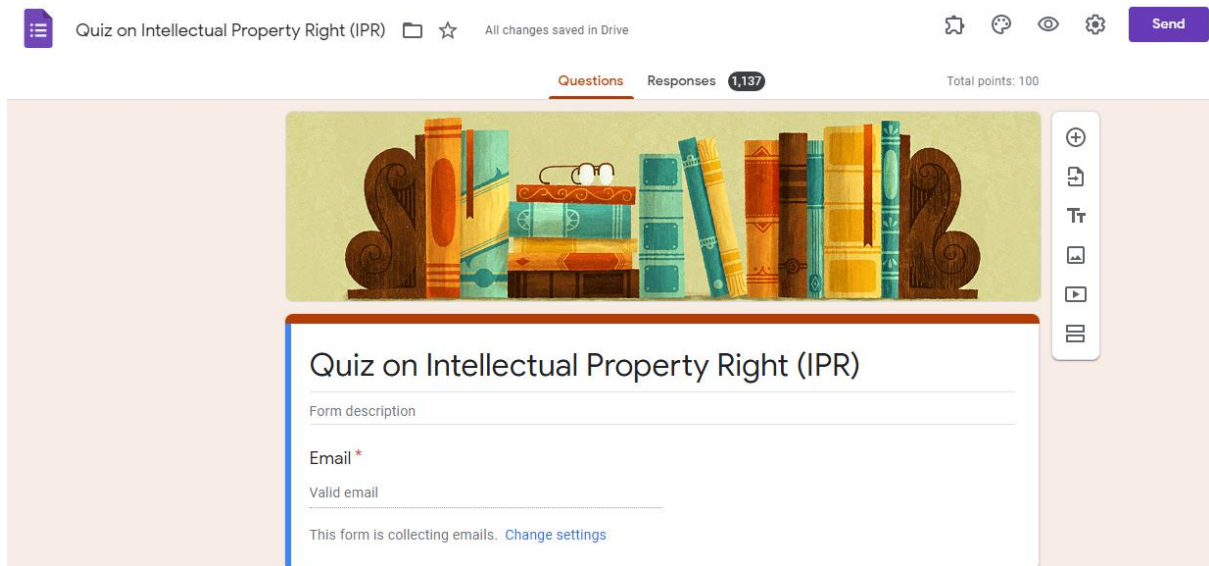 Quiz on Intellectual Property Right (IPR)
All changes saved in Drive
Send
Questions
Responses 1,137
Total points: 100
Tт
Quiz on Intellectual Property Right (IPR)
Form description
Email *
Valid email
This form is collecting emails. Change settings